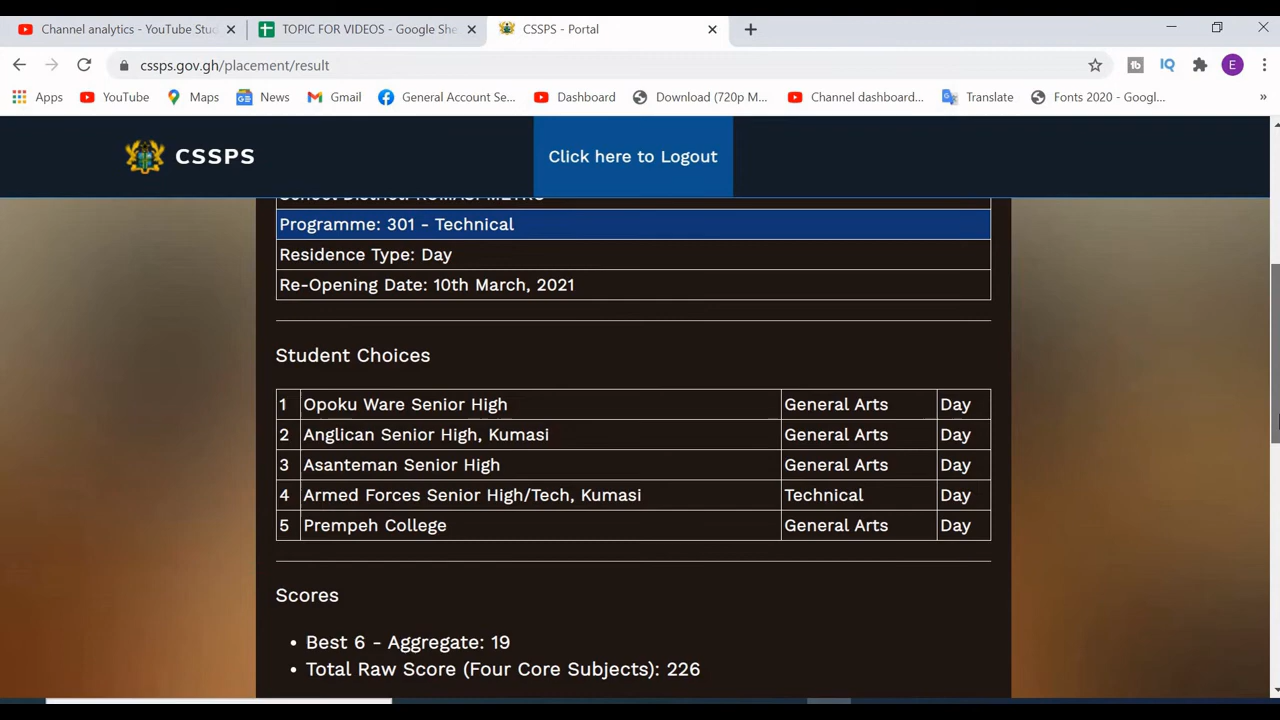 Channel analytics - YouTube Stu
TOPIC FOR VIDEOS - Google She
CSSPS - Portal
cssps.gov.gh/placement/result
Apps
YouTube
Maps
News
Gmail
General Account Se...
Dashboard
Download (720p M...
Channel dashboard...
Translate
Fonts 2020 - Googl...
CSSPS
Click here to Logout
School District: KUMASI METRO
Programme: 301 - Technical
Residence Type: Day
Re-Opening Date: 10th March, 2021
Student Choices
1 Opoku Ware Senior High General Arts Day
2 Anglican Senior High, Kumasi General Arts Day
3 Asanteman Senior High General Arts Day
4 Armed Forces Senior High/Tech, Kumasi Technical Day
5 Prempeh College General Arts Day
Scores
• Best 6 - Aggregate: 19
• Total Raw Score (Four Core Subjects): 226